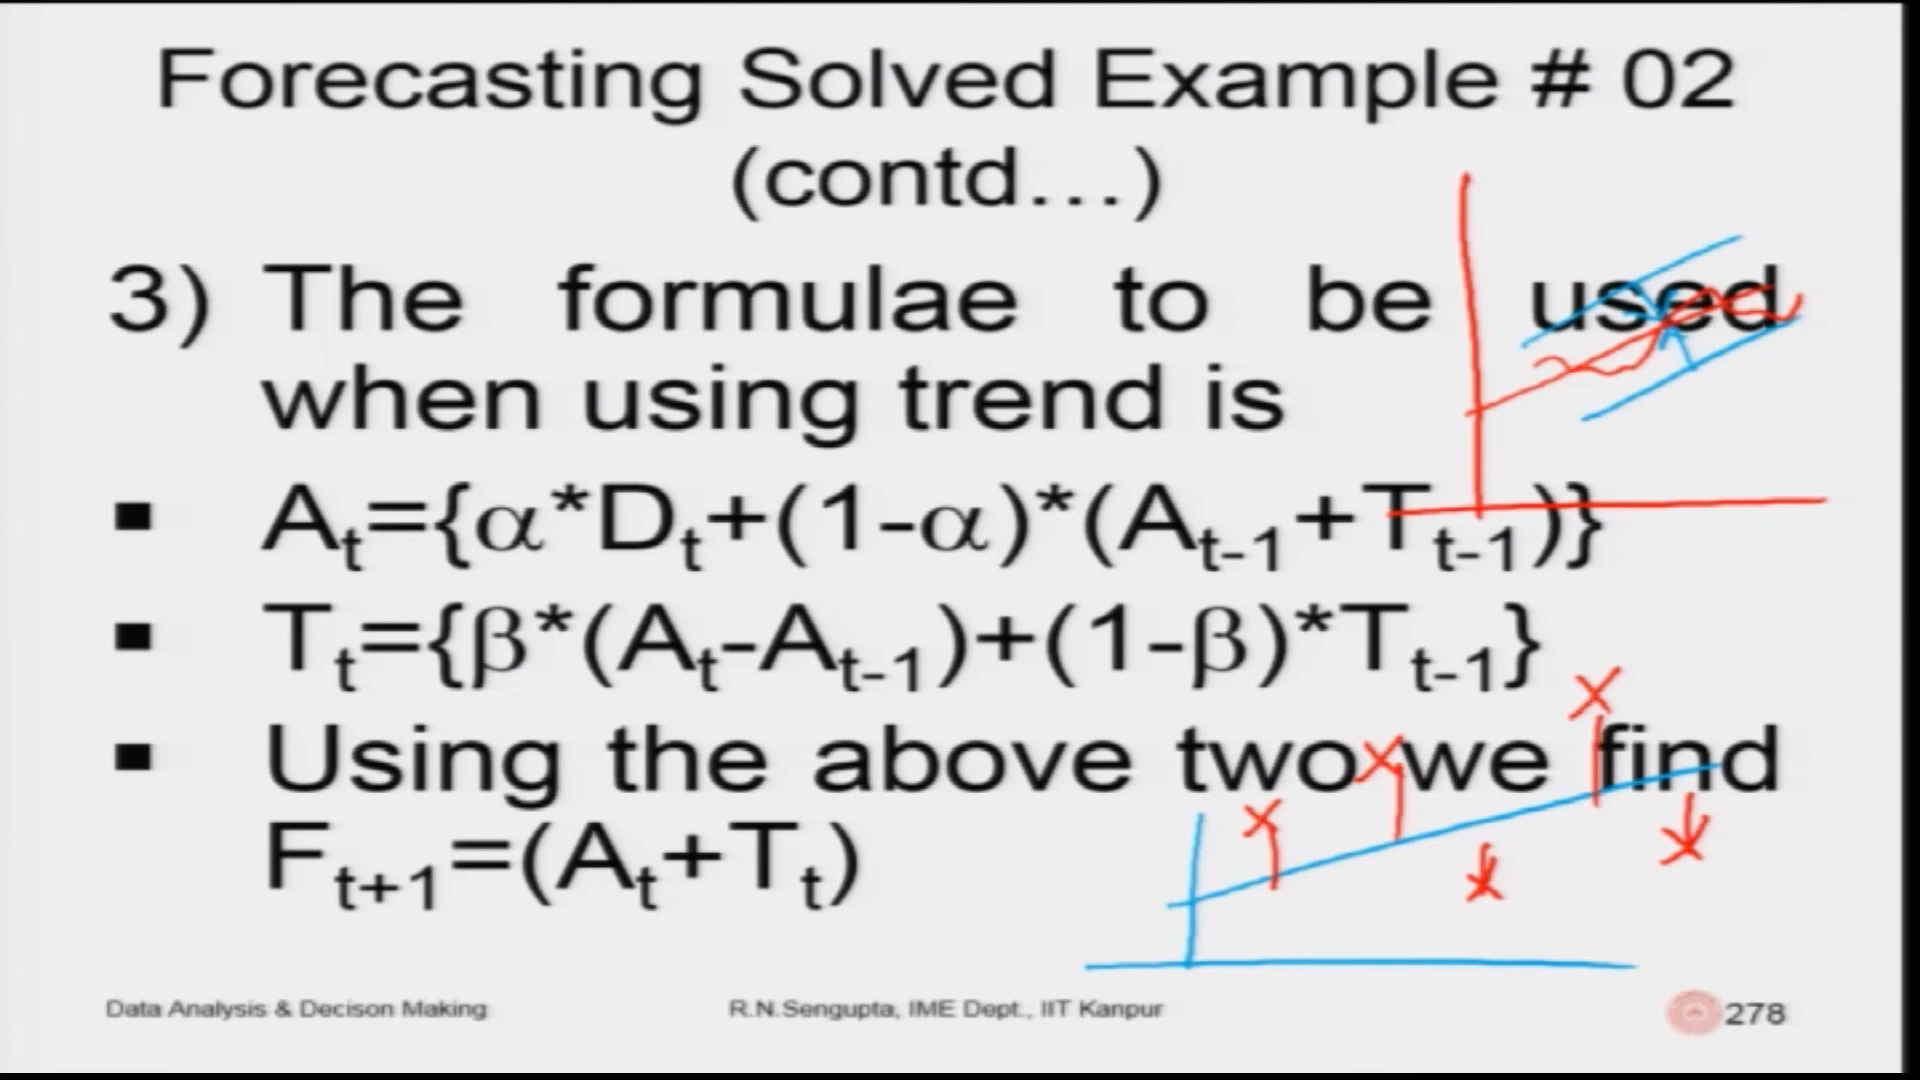 Forecasting Solved Example # 02
(contd...)
3) The formulae to be used
when using trend is
▪ Aₜ={α*Dₜ+(1-α)*(Aₜ₋₁+Tₜ₋₁)}
▪ Tₜ={β*(Aₜ-Aₜ₋₁)+(1-β)*Tₜ₋₁}
▪ Using the above two we find
Fₜ₊₁=(Aₜ+Tₜ)
Data Analysis & Decison Making R.N.Sengupta, IME Dept., IIT Kanpur 278